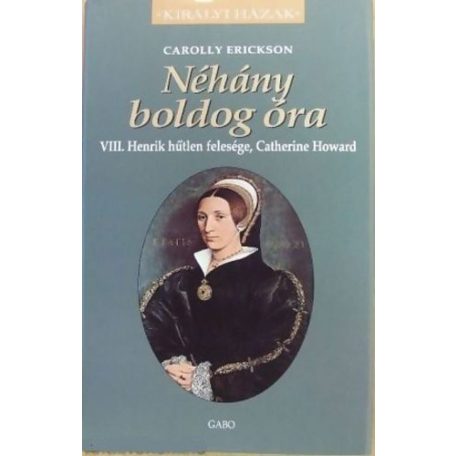 ·KIRÁLYI HÁZAK·
CAROLLY ERICKSON
Néhány
boldog óra
VIII. Henrik hűtlen felesége, Catherine Howard
GABO